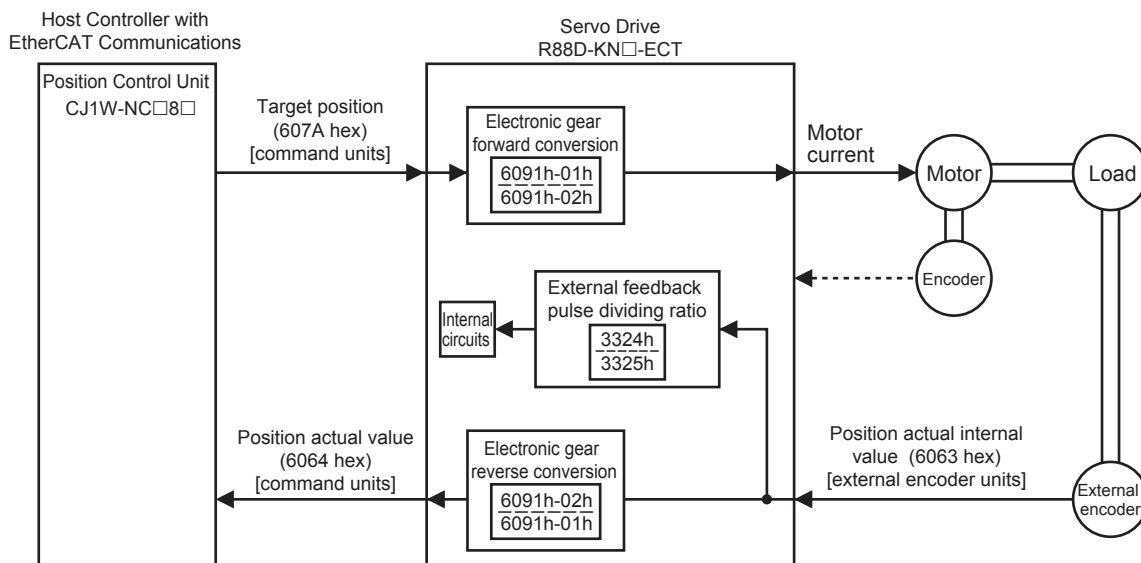 Host Controller with
EtherCAT Communications
Position Control Unit
CJ1W-NC□8□
Servo Drive
R88D-KN□-ECT
Target position
(607A hex)
[command units]
Electronic gear
forward conversion
6091h-01h
6091h-02h
Motor
current
Motor
Load
Encoder
External feedback
pulse dividing ratio
3324h
3325h
Internal
circuits
Position actual value
(6064 hex)
[command units]
Electronic gear
reverse conversion
6091h-02h
6091h-01h
Position actual internal
value (6063 hex)
[external encoder units]
External
encoder